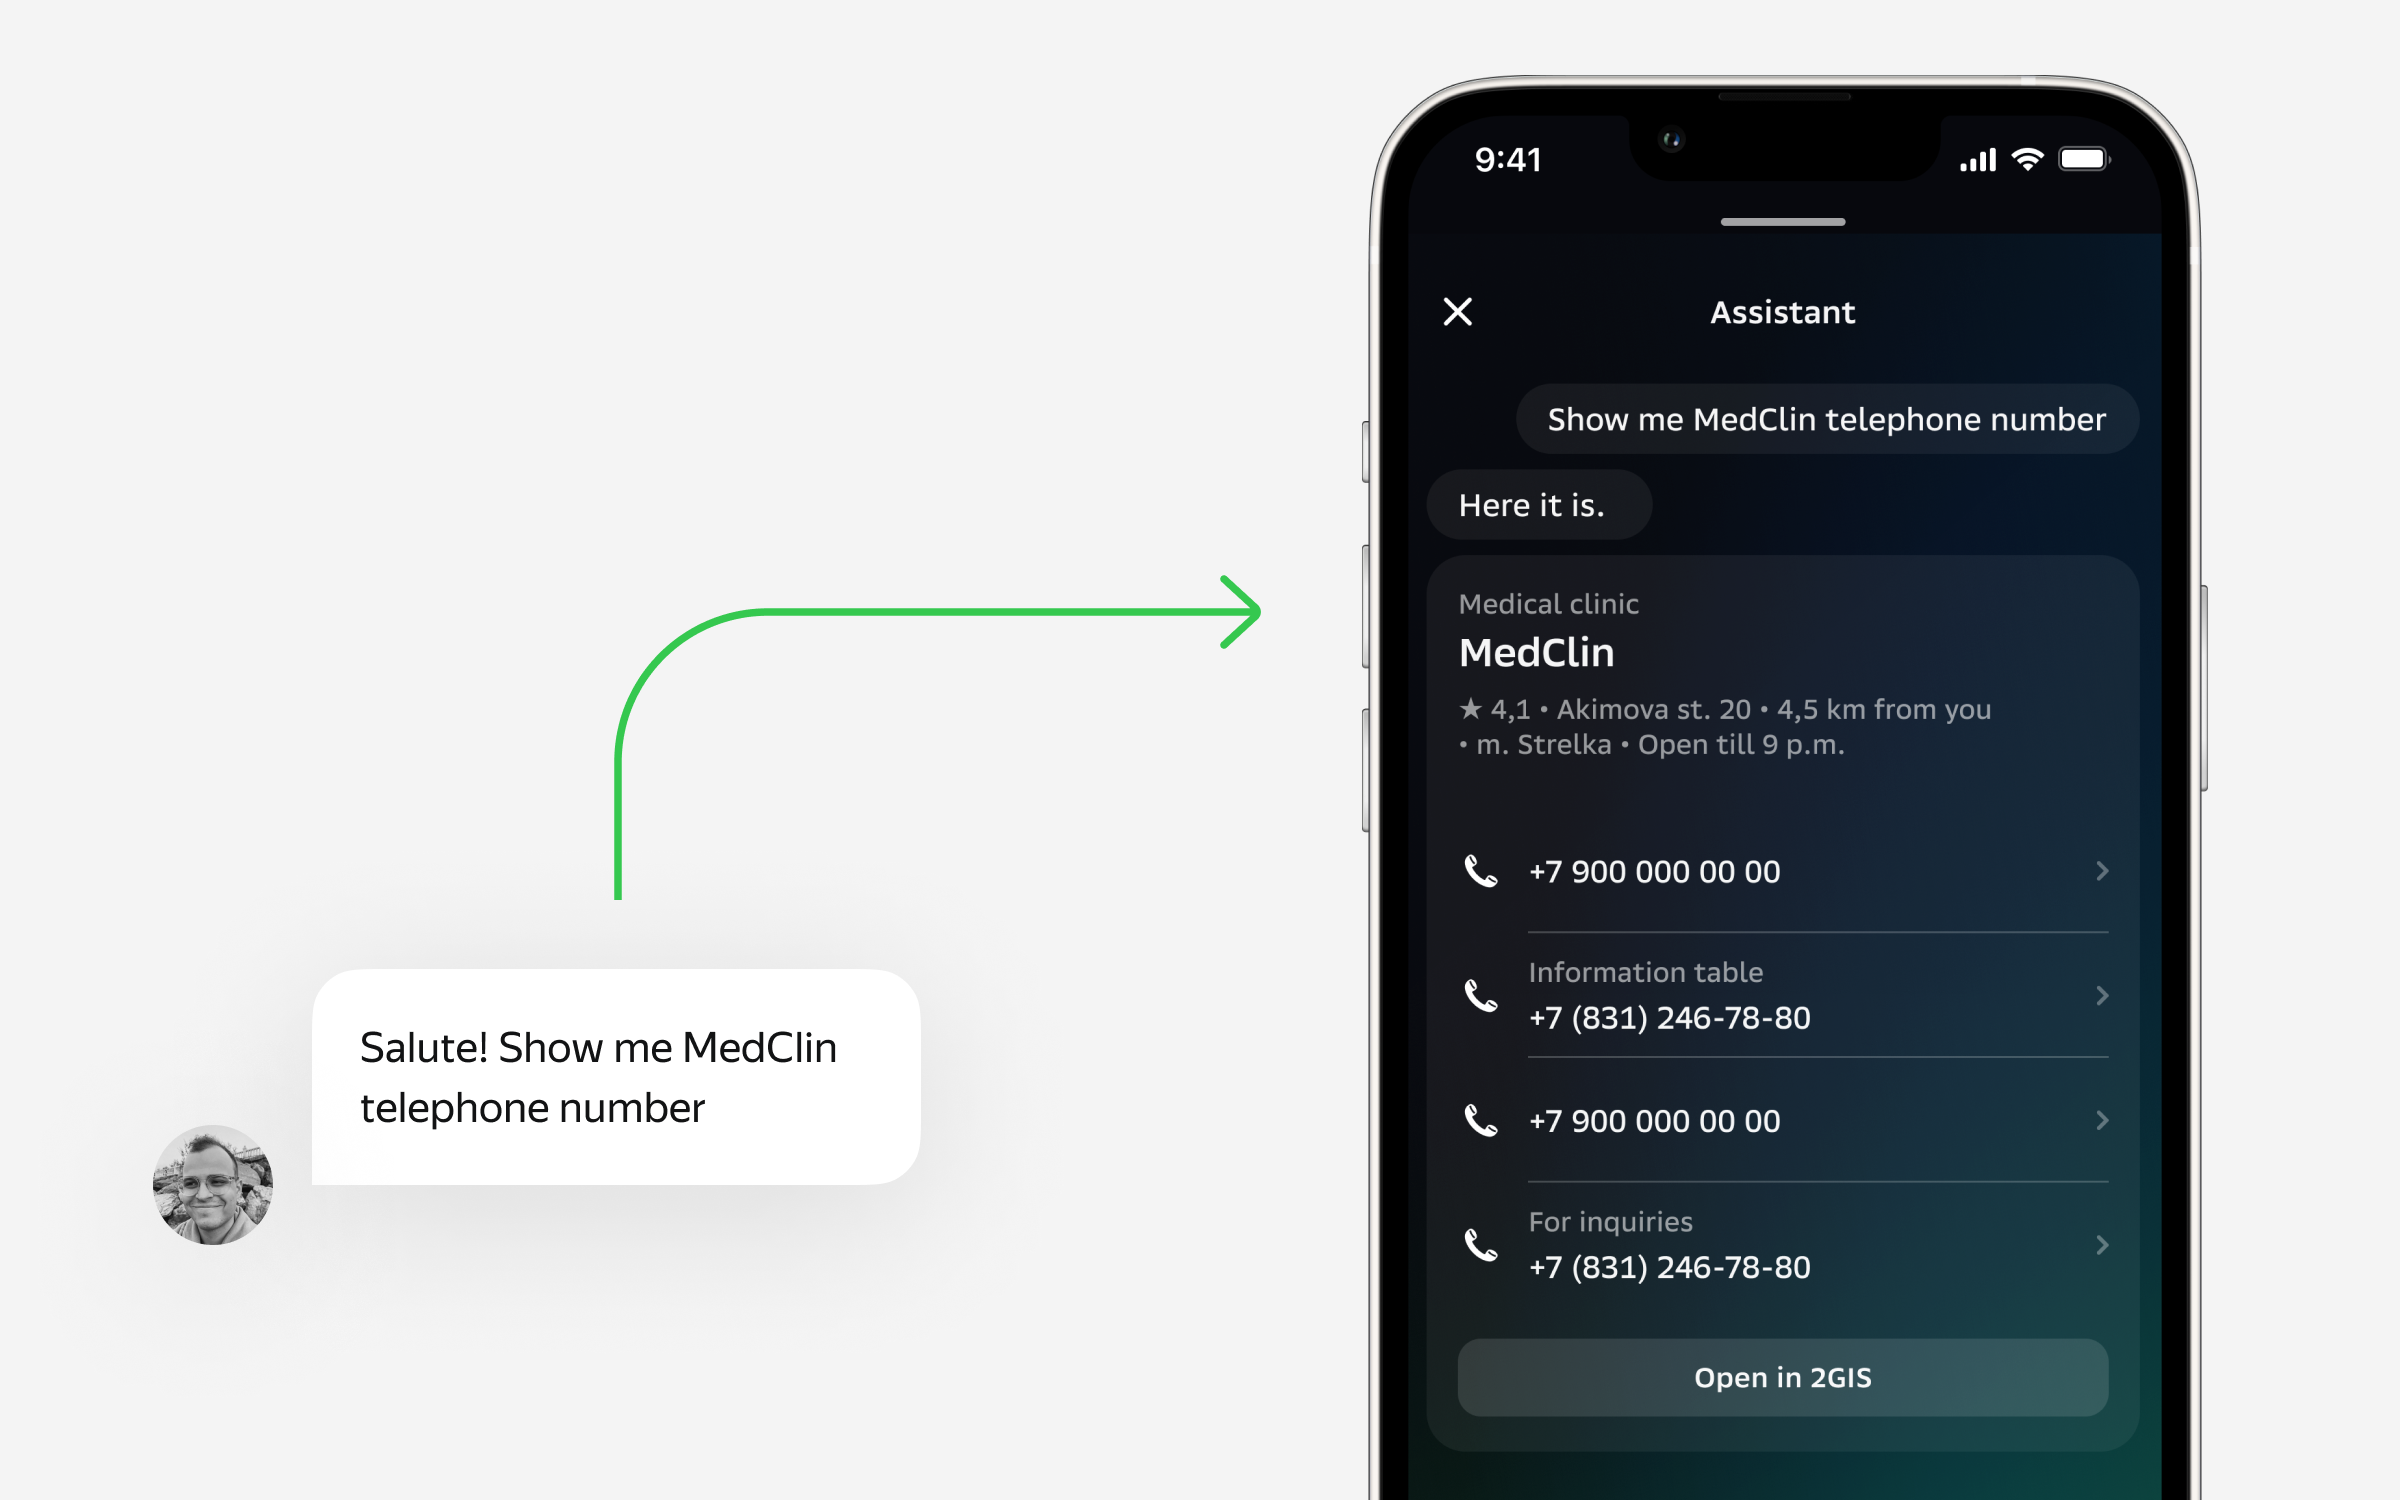 Salute! Show me MedClin
telephone number
9:41
Assistant
Show me MedClin telephone number
Here it is.
Medical clinic
MedClin
★ 4,1 • Akimova st. 20 • 4,5 km from you
• m. Strelka • Open till 9 p.m.
+7 900 000 00 00
Information table
+7 (831) 246-78-80
+7 900 000 00 00
For inquiries
+7 (831) 246-78-80
Open in 2GIS